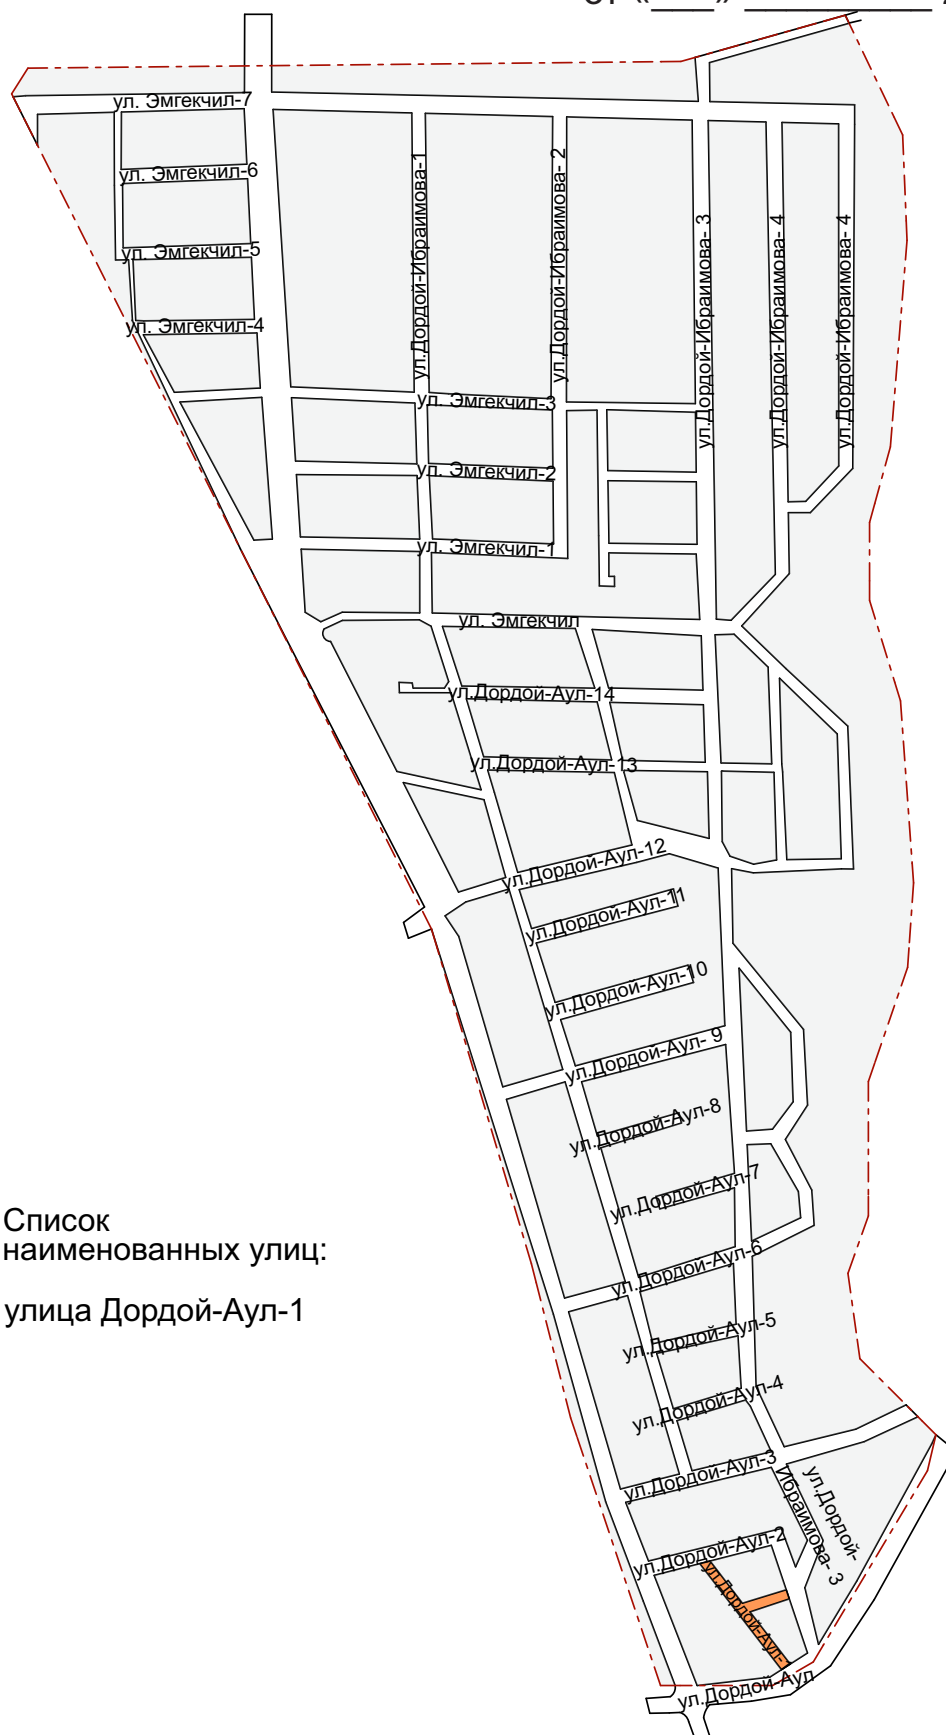 ул. Эмгекчил-7
ул. Эмгекчил-6
ул. Эмгекчил-5
ул. Эмгекчил-4
ул.Дордой-Ибраимова-1
ул.Дордой-Ибраимова- 2
ул.Дордой-Ибраимова- 3
ул.Дордой-Ибраимова- 4
ул.Дордой-Ибраимова- 4
ул. Эмгекчил-3
ул. Эмгекчил-2
ул. Эмгекчил-1
ул. Эмгекчил
ул.Дордой-Аул-14
ул.Дордой-Аул-13
ул.Дордой-Аул-12
ул.Дордой-Аул-11
ул.Дордой-Аул-10
ул.Дордой-Аул- 9
ул.Дордой-Аул-8
ул.Дордой-Аул-7
ул.Дордой-Аул-6
ул.Дордой-Аул-5
ул.Дордой-Аул-4
ул.Дордой-Аул-3
ул.Дордой-
Ибраимова- 3
ул.Дордой-Аул-2
ул.Дордой-Аул-
ул.Дордой-Аул
Список
наименованных улиц:
улица Дордой-Аул-1